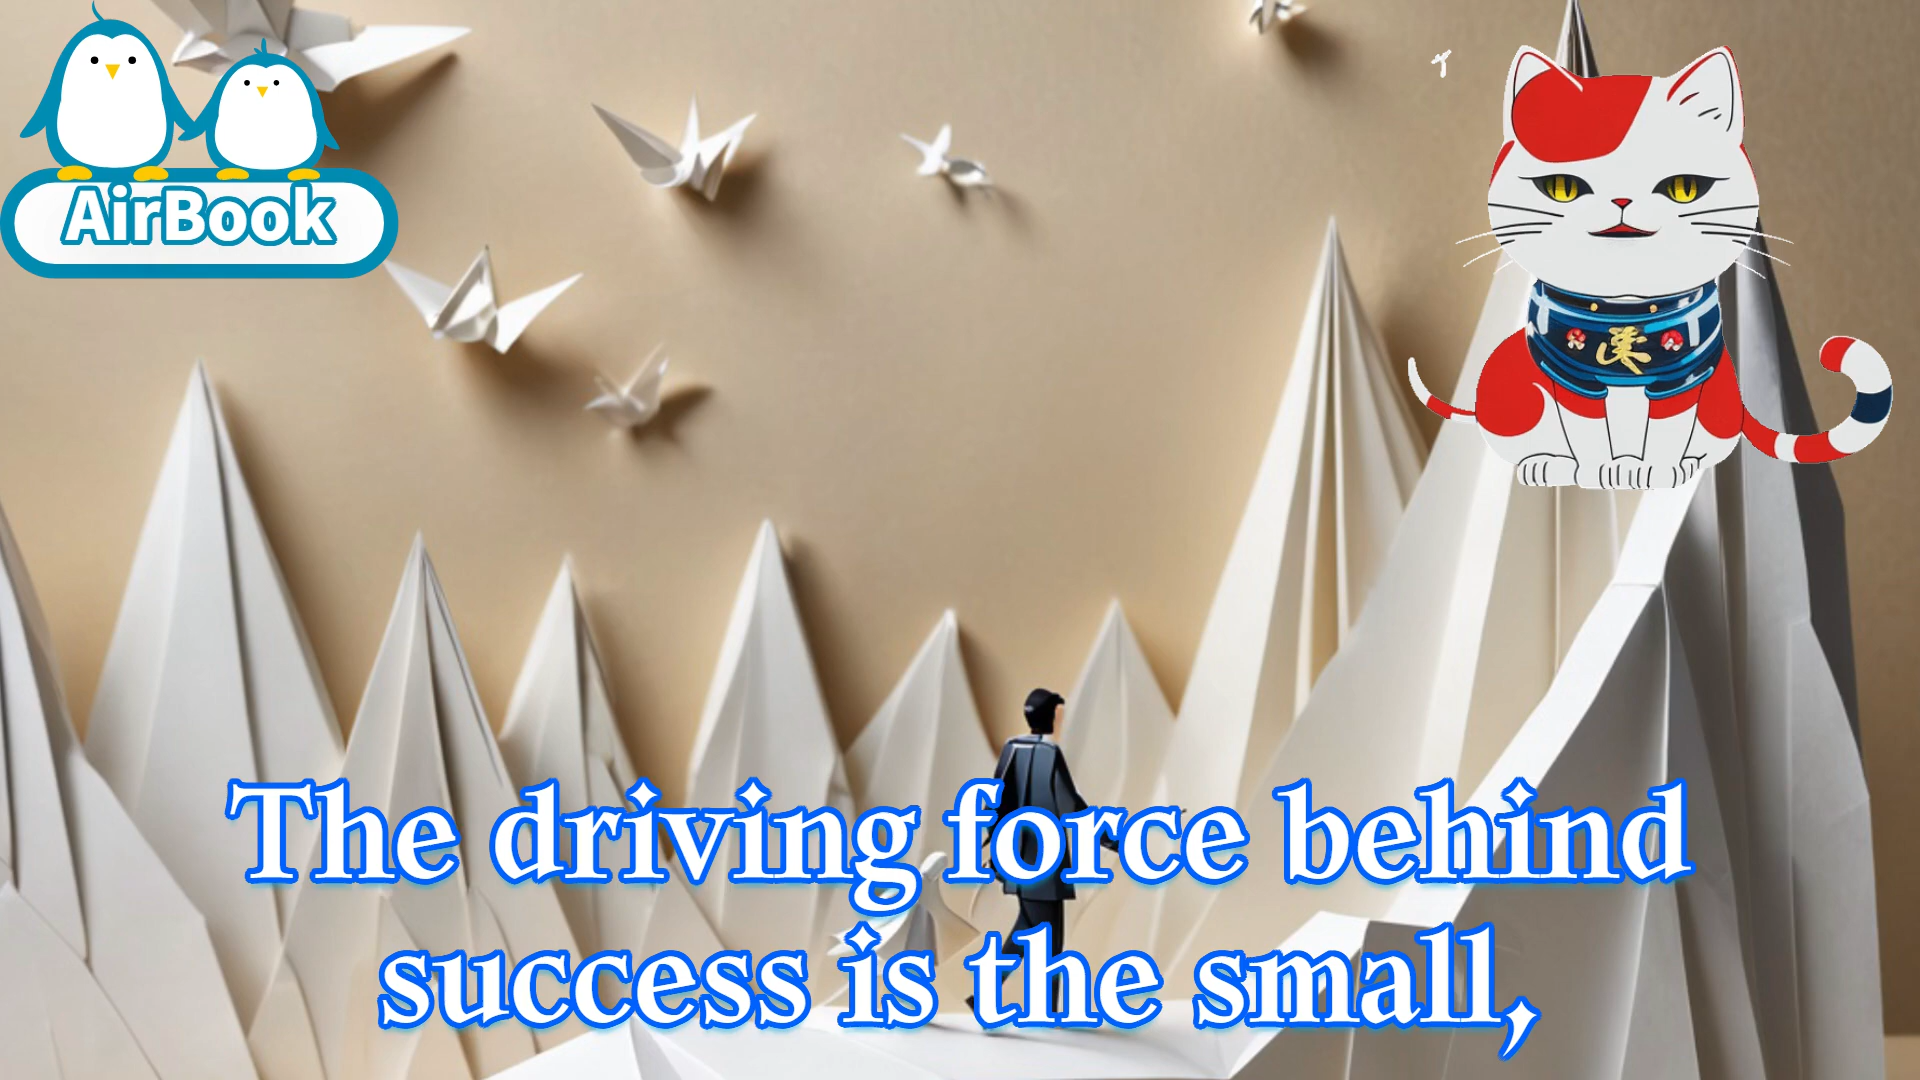 AirBook
The driving force behind
success is the small,